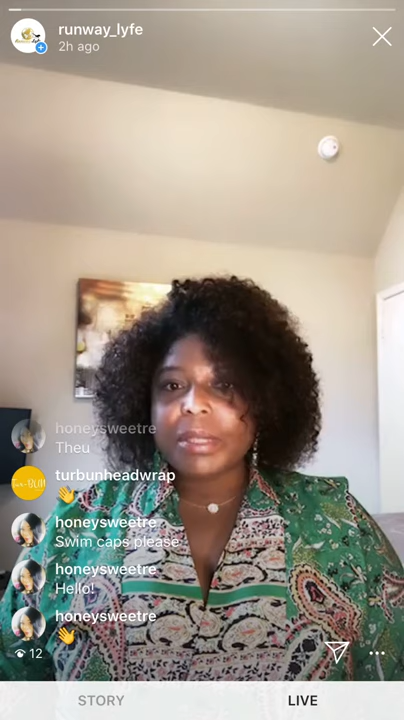 runway_lyfe
2h ago
honeysweetre
Theu
turbunheadwrap
honeysweetre
Swim caps please
honeysweetre
Hello!
honeysweetre
12
STORY
LIVE